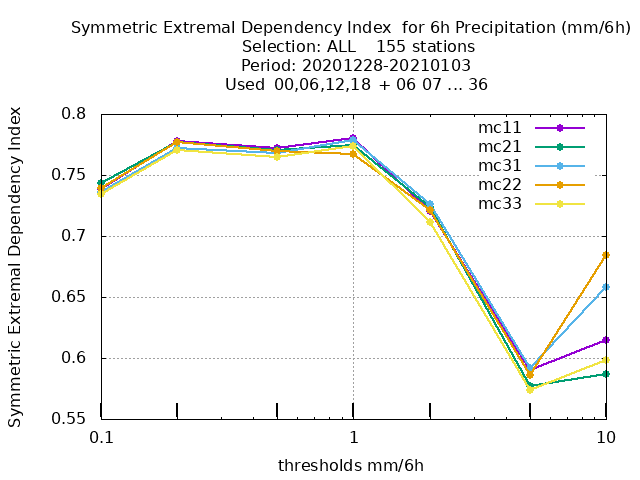 Symmetric Extremal Dependency Index  for 6h Precipitation (mm/6h)
Selection: ALL    155 stations
Period: 20201228-20210103
Used 00,06,12,18 + 06 07 ... 36
Symmetric Extremal Dependency Index
0.8
0.75
0.7
0.65
0.6
0.55
mc11
mc21
mc31
mc22
mc33
0.1 1 10
thresholds mm/6h